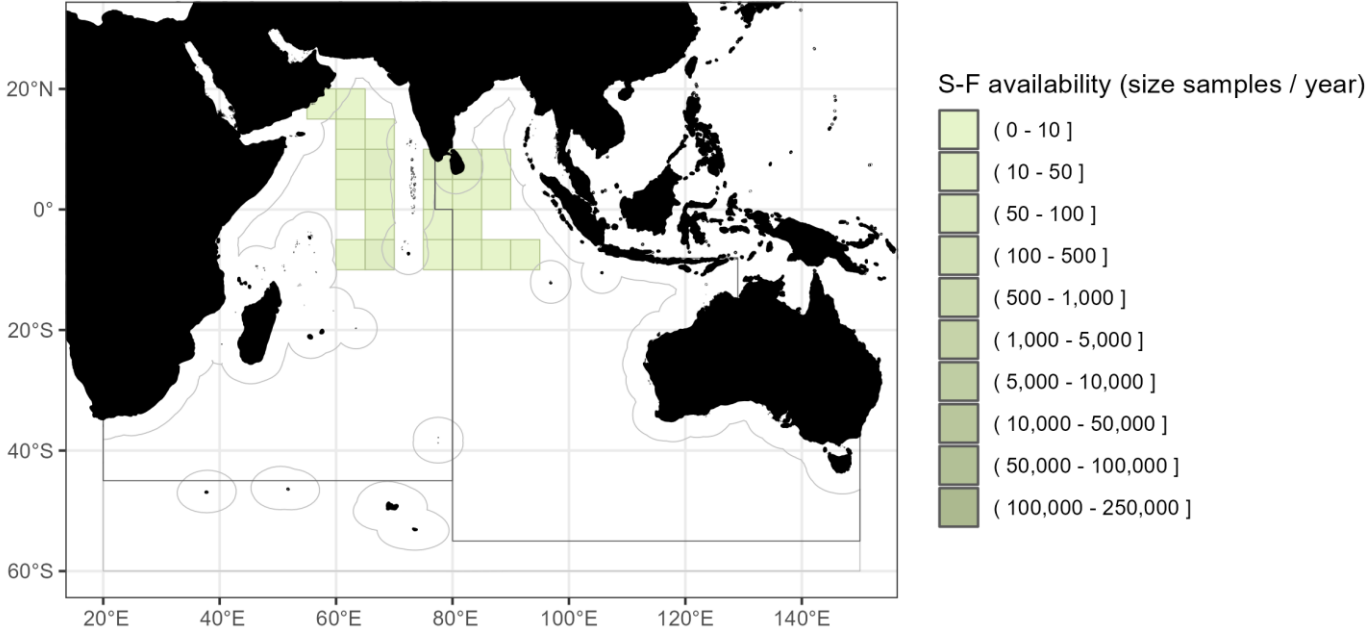 S-F availability (size samples / year)
( 0 - 10 ]
( 10 - 50 ]
( 50 - 100 ]
( 100 - 500 ]
( 500 - 1,000 ]
( 1,000 - 5,000 ]
( 5,000 - 10,000 ]
( 10,000 - 50,000 ]
( 50,000 - 100,000 ]
( 100,000 - 250,000 ]
20°N
0°
20°S
40°S
60°S
20°E
40°E
60°E
80°E
100°E
120°E
140°E